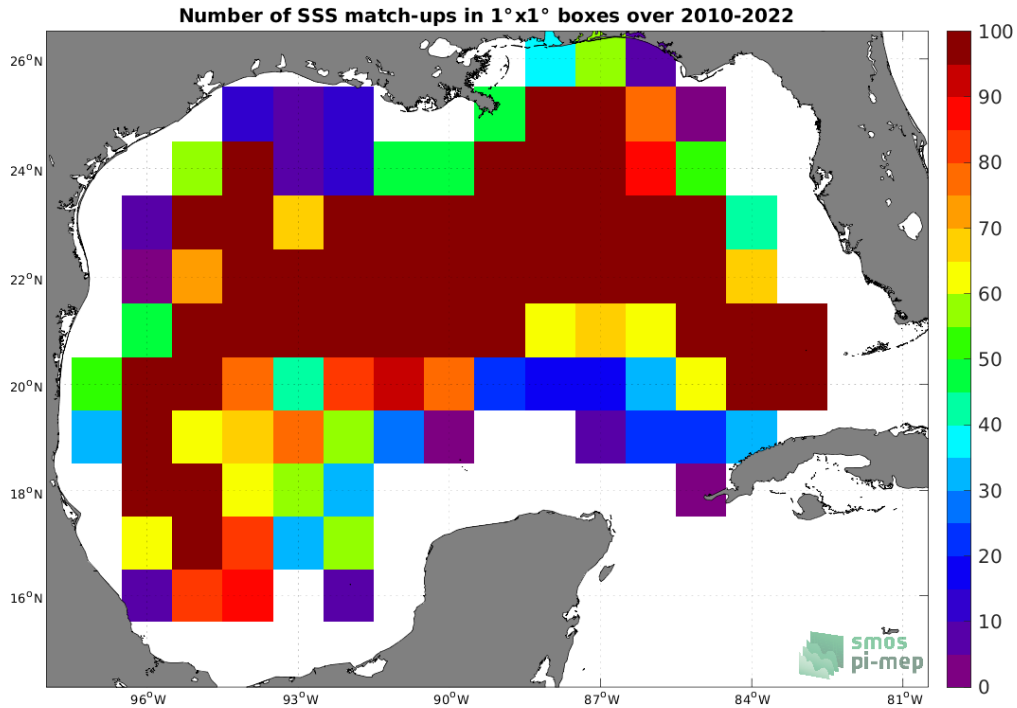 Number of SSS match-ups in 1°x1° boxes over 2010-2022
26°N
24°N
22°N
20°N
18°N
16°N
96°W
93°W
90°W
87°W
84°W
81°W
100
90
80
70
60
50
40
30
20
10
0
smos
pi-mep